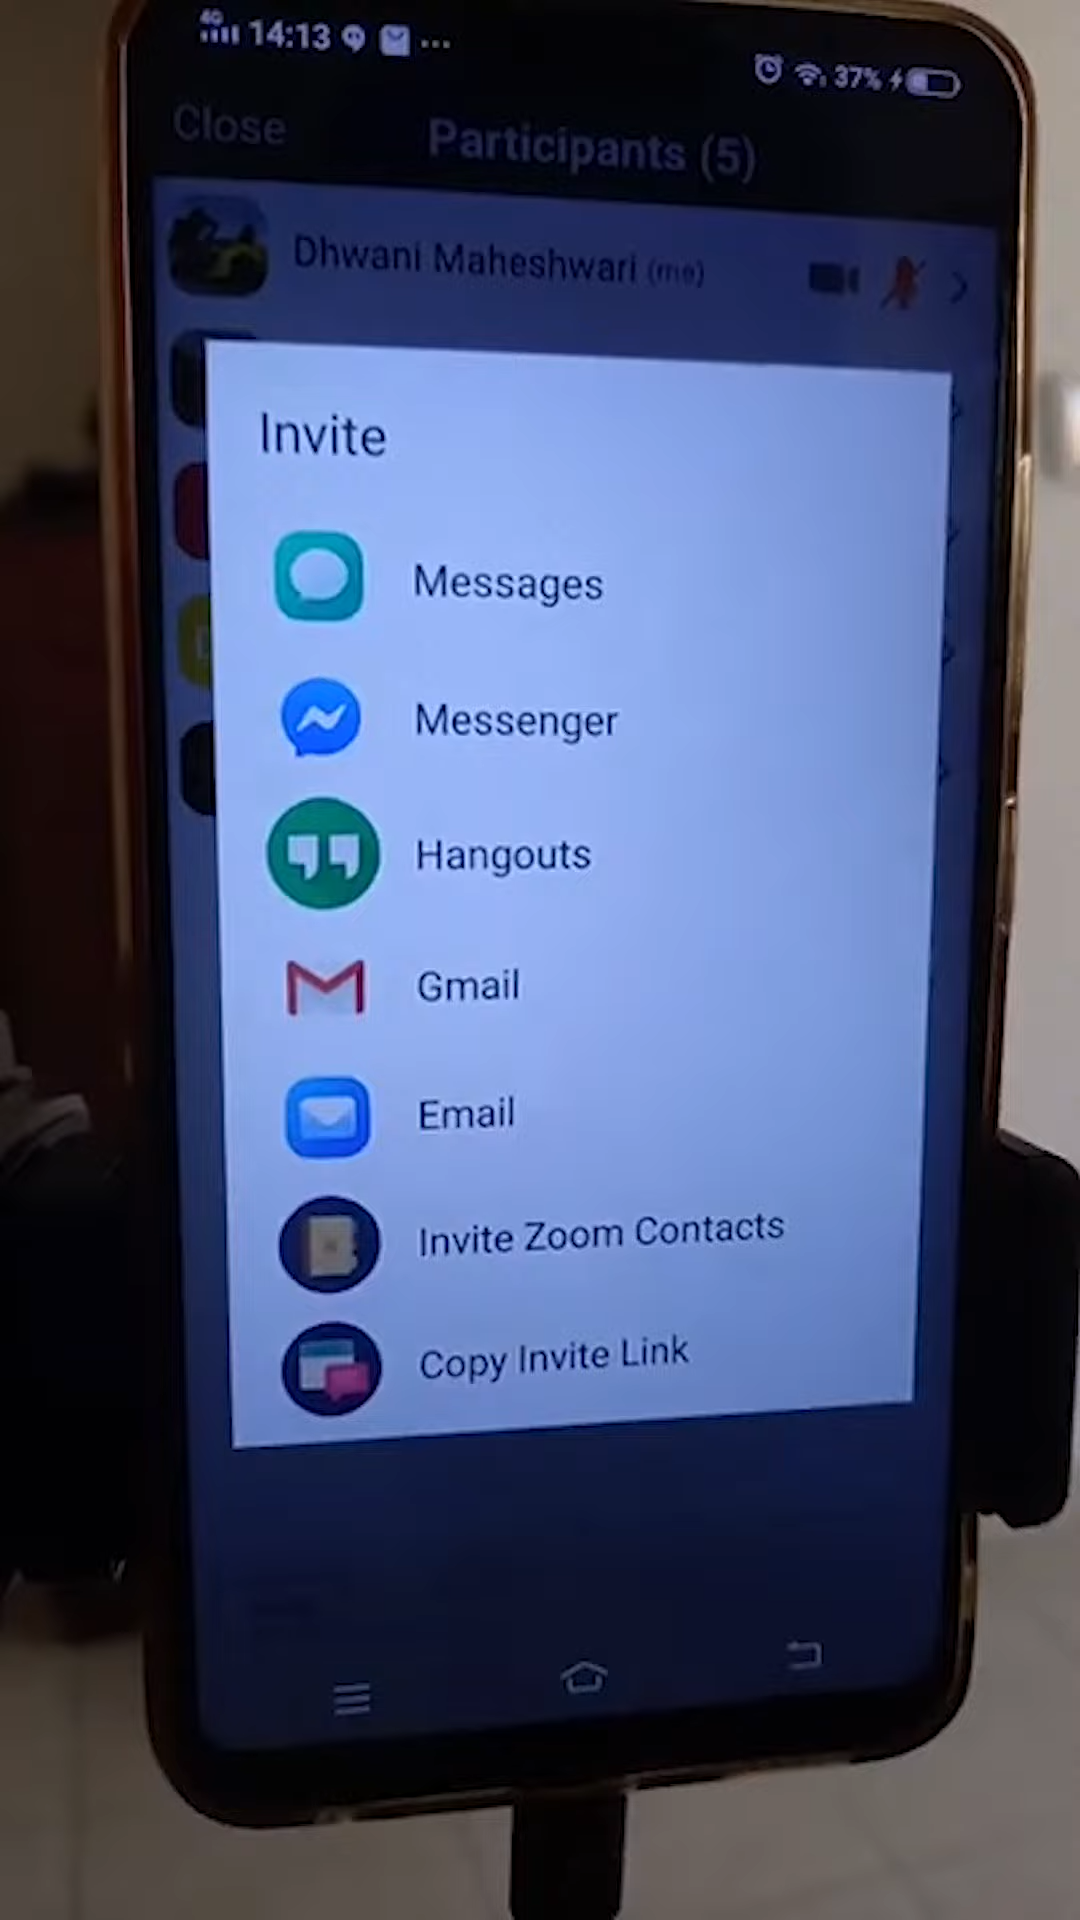 4G 14:13 37%
Close Participants (5)
Dhwani Maheshwari (me)
Invite
Messages
Messenger
Hangouts
Gmail
Email
Invite Zoom Contacts
Copy Invite Link